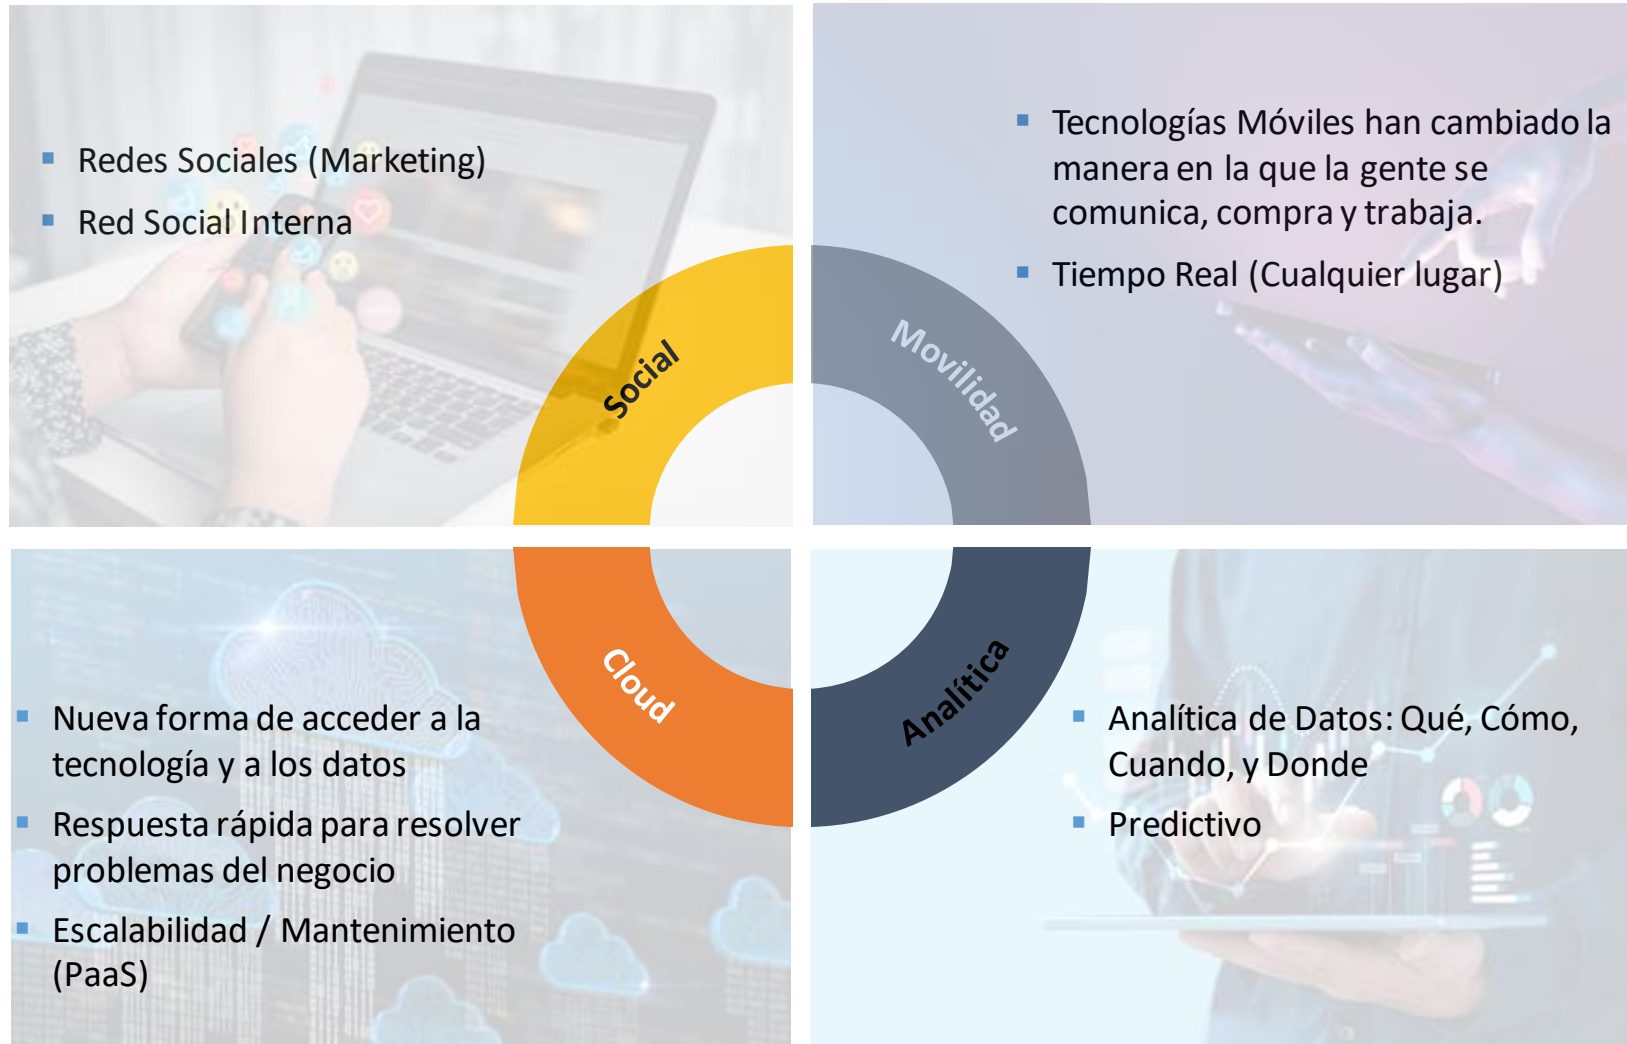 ▪ Redes Sociales (Marketing)
▪ Red Social Interna
Social
▪ Tecnologías Móviles han cambiado la
manera en la que la gente se
comunica, compra y trabaja.
▪ Tiempo Real (Cualquier lugar)
Movilidad
Cloud
▪ Nueva forma de acceder a la
tecnología y a los datos
▪ Respuesta rápida para resolver
problemas del negocio
▪ Escalabilidad / Mantenimiento
(PaaS)
Analítica
▪ Analítica de Datos: Qué, Cómo,
Cuando, y Donde
▪ Predictivo